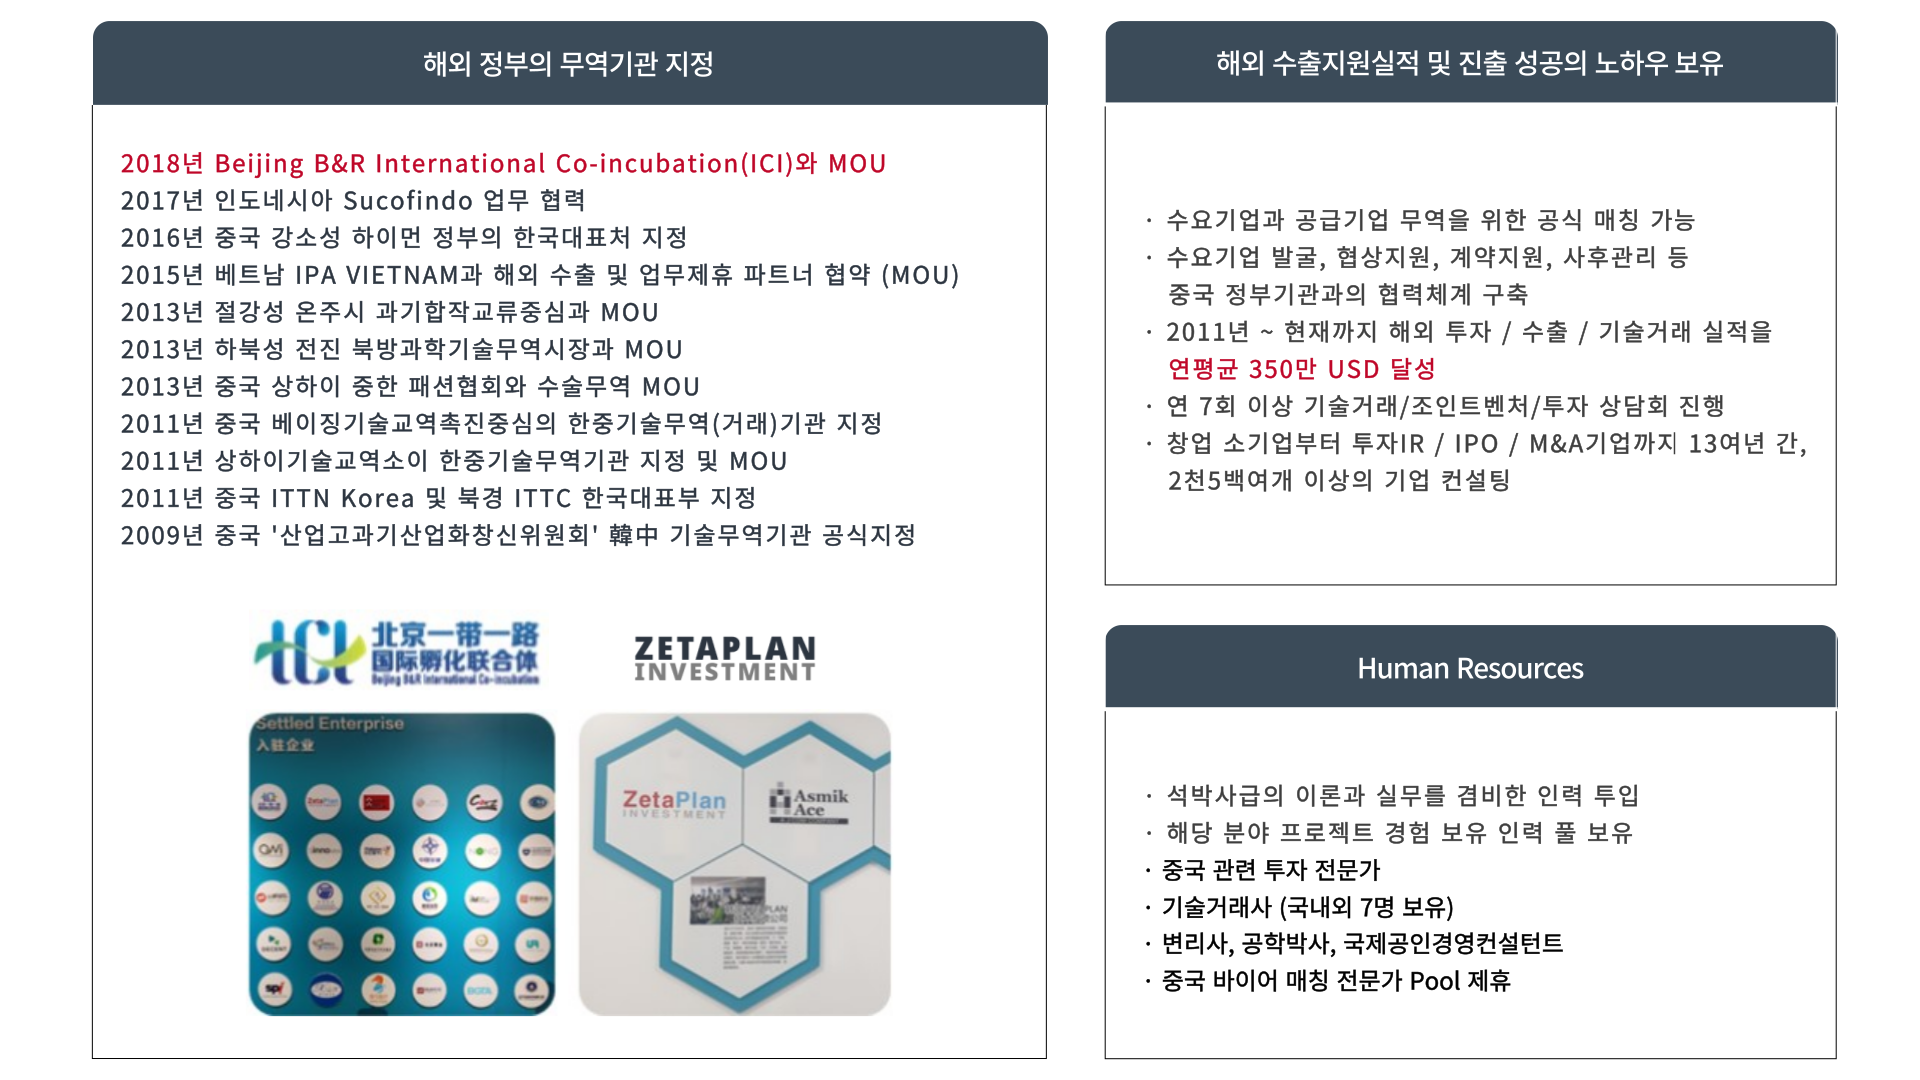 해외 정부의 무역기관 지정
2018년 Beijing B&R International Co-incubation(ICI)와 MOU
2017년 인도네시아 Sucofindo 업무 협력
2016년 중국 강소성 하이먼 정부의 한국대표처 지정
2015년 베트남 IPA VIETNAM과 해외 수출 및 업무제휴 파트너 협약 (MOU)
2013년 절강성 온주시 과기합작교류중심과 MOU
2013년 하북성 전진 북방과학기술무역시장과 MOU
2013년 중국 상하이 중한 패션협회와 수술무역 MOU
2011년 중국 베이징기술교역촉진중심의 한중기술무역(거래)기관 지정
2011년 상하이기술교역소이 한중기술무역기관 지정 및 MOU
2011년 중국 ITTN Korea 및 북경 ITTC 한국대표부 지정
2009년 중국 '산업고과기산업화창신위원회' 韓中 기술무역기관 공식지정
ici 北京一带一路
国际孵化联合体
Beijing B&R International Co-incubation
ZETAPLAN
INVESTMENT
Settled Enterprise
入驻企业
ZetaPlan
INVESTMENT
Asmik
Ace
해외 수출지원실적 및 진출 성공의 노하우 보유
· 수요기업과 공급기업 무역을 위한 공식 매칭 가능
· 수요기업 발굴, 협상지원, 계약지원, 사후관리 등
중국 정부기관과의 협력체계 구축
· 2011년 ~ 현재까지 해외 투자 / 수출 / 기술거래 실적을
연평균 350만 USD 달성
· 연 7회 이상 기술거래/조인트벤처/투자 상담회 진행
· 창업 소기업부터 투자IR / IPO / M&A기업까지 13여년 간,
2천5백여개 이상의 기업 컨설팅
Human Resources
· 석박사급의 이론과 실무를 겸비한 인력 투입
· 해당 분야 프로젝트 경험 보유 인력 풀 보유
· 중국 관련 투자 전문가
· 기술거래사 (국내외 7명 보유)
· 변리사, 공학박사, 국제공인경영컨설턴트
· 중국 바이어 매칭 전문가 Pool 제휴